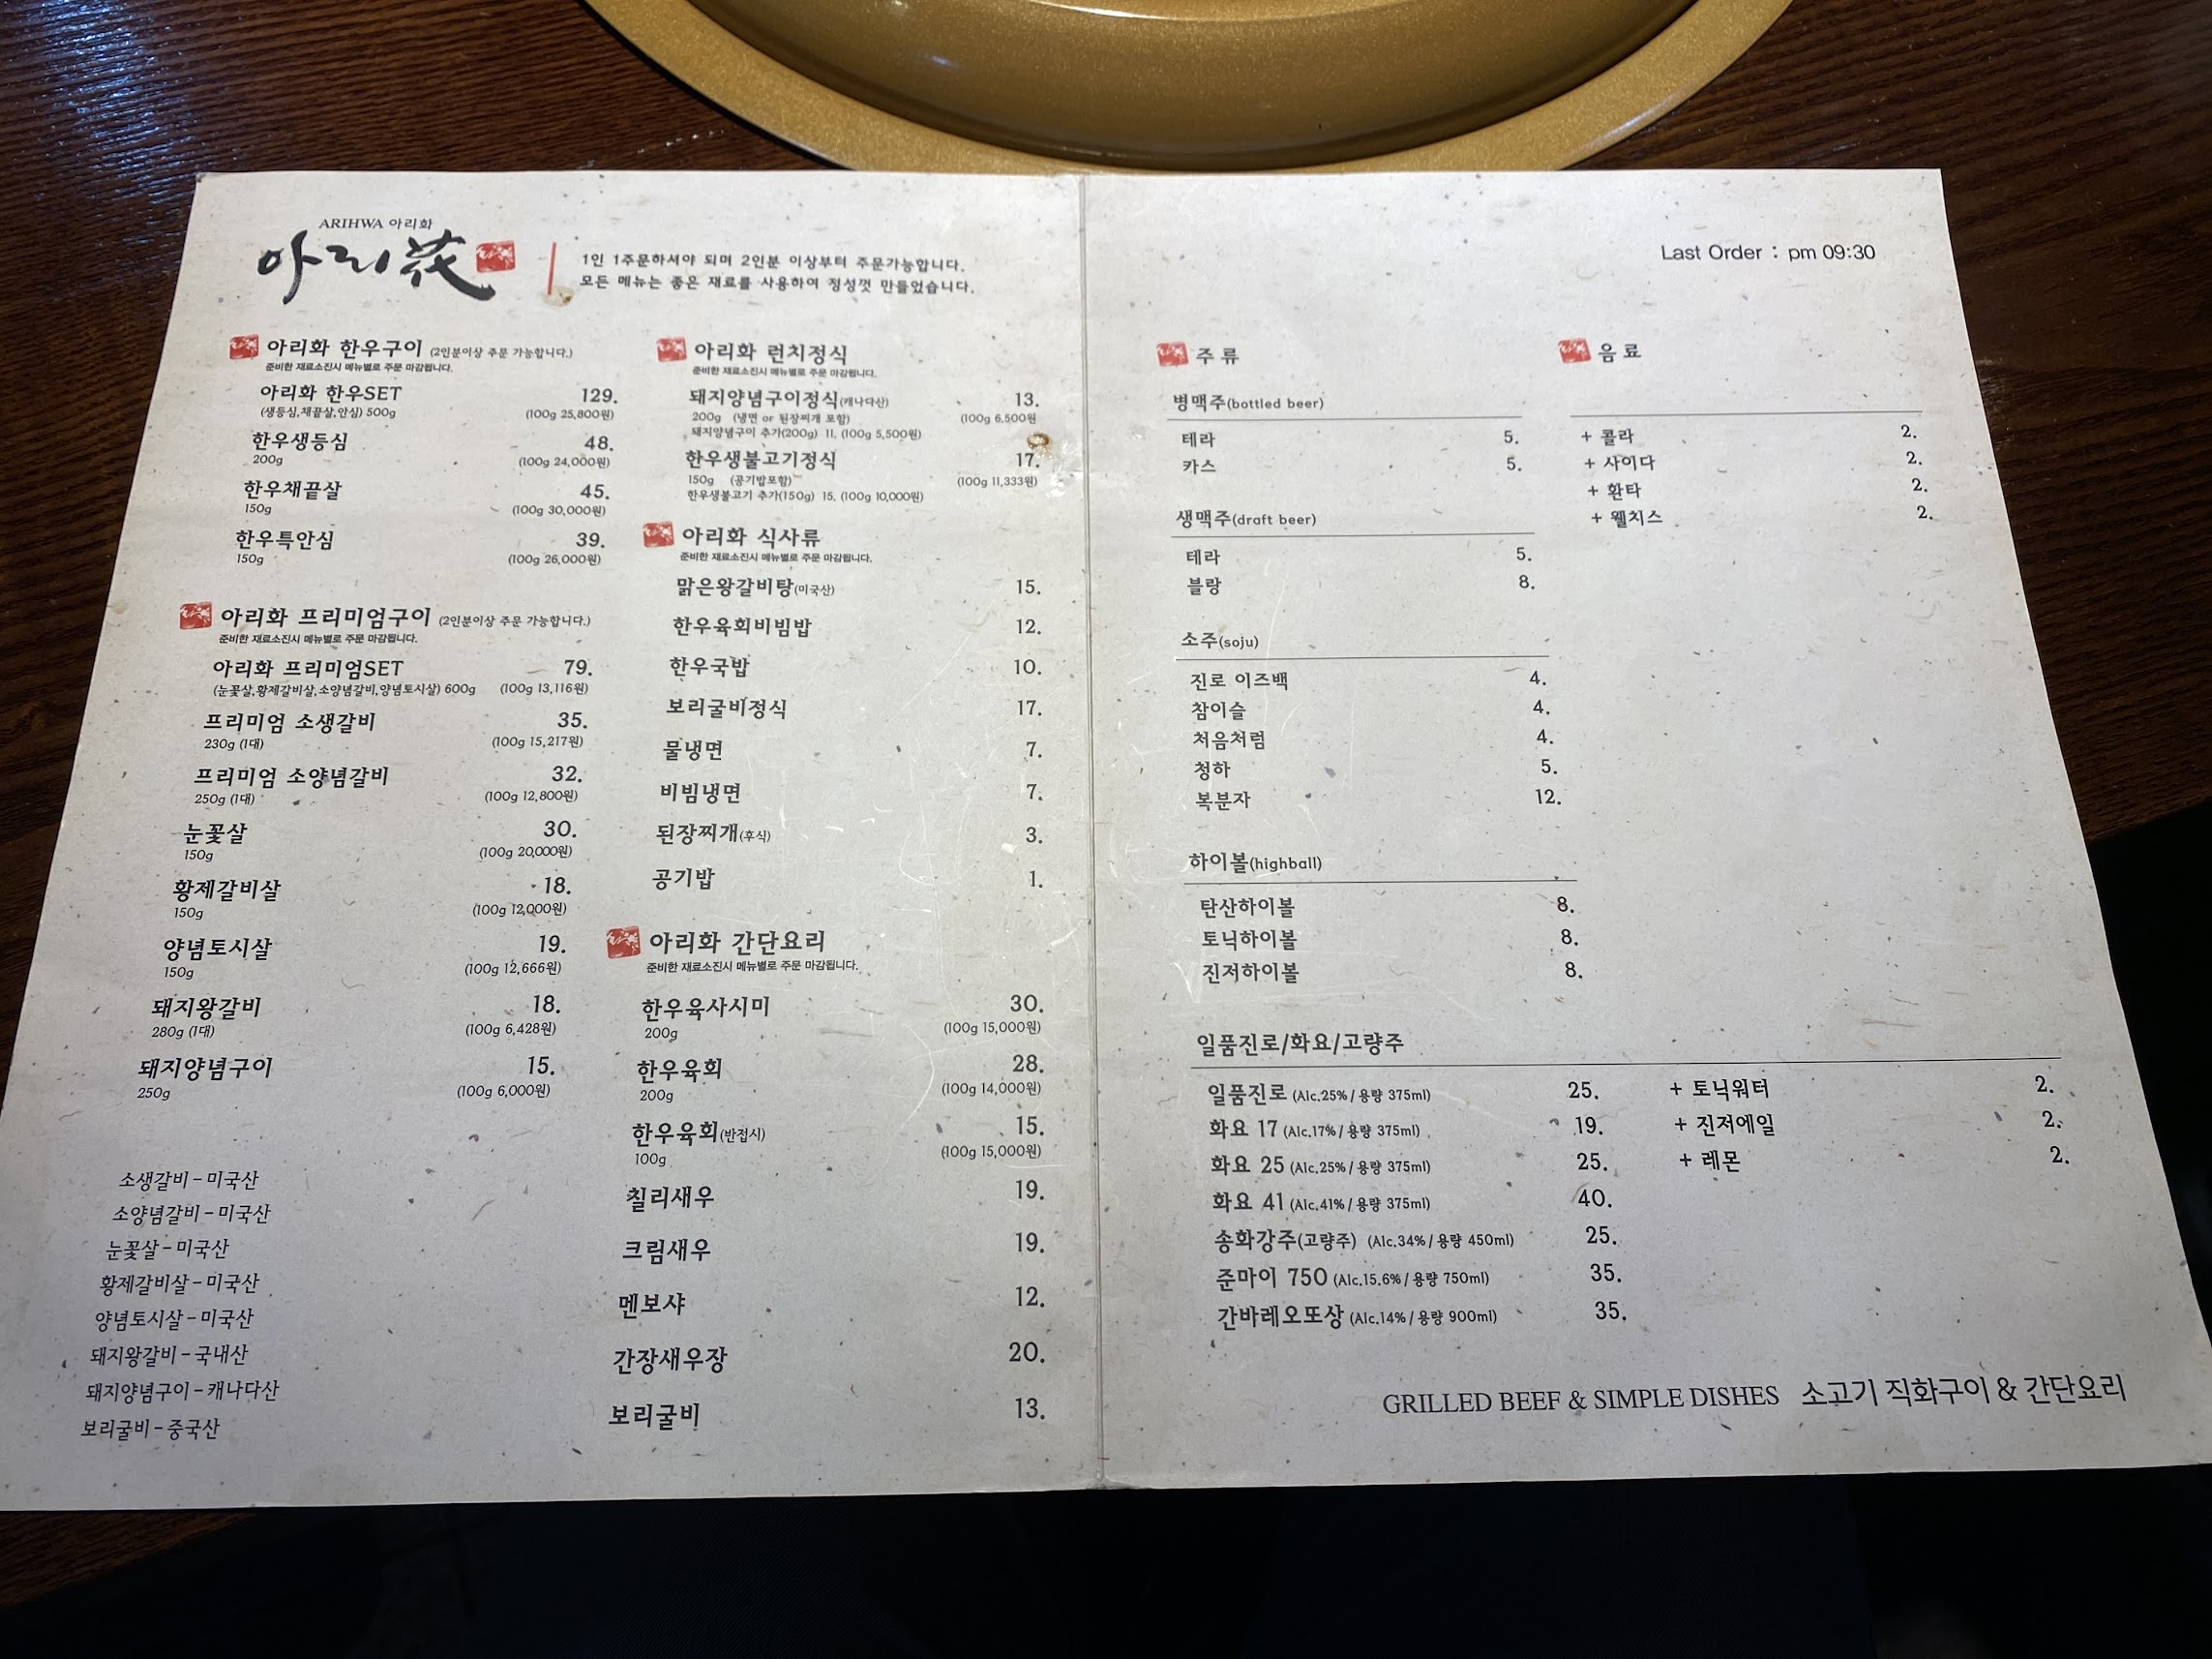 ARIHWA 아리화
아리花
1인 1주문하셔야 되며 2인분 이상부터 주문가능합니다.
모든 메뉴는 좋은 재료를 사용하여 정성껏 만들었습니다.
아리화 한우구이 (2인분이상 주문 가능합니다.)
준비한 재료소진시 메뉴별로 주문 마감됩니다.
아리화 한우SET 129.
(생등심,채끝살,안심) 500g (100g 25,800원)
한우생등심 48.
200g (100g 24,000원)
한우채끝살 45.
150g (100g 30,000원)
한우특안심 39.
150g (100g 26,000원)
아리화 프리미엄구이 (2인분이상 주문 가능합니다.)
준비한 재료소진시 메뉴별로 주문 마감됩니다.
아리화 프리미엄SET 79.
(눈꽃살,황제갈비살,소양념갈비,양념토시살) 600g (100g 13,116원)
프리미엄 소생갈비 35.
230g (1대) (100g 15,217원)
프리미엄 소양념갈비 32.
250g (1대) (100g 12,800원)
눈꽃살 30.
150g (100g 20,000원)
황제갈비살 18.
150g (100g 12,000원)
양념토시살 19.
150g (100g 12,666원)
돼지왕갈비 18.
280g (1대) (100g 6,428원)
돼지양념구이 15.
250g (100g 6,000원)
소생갈비-미국산
소양념갈비-미국산
눈꽃살-미국산
황제갈비살-미국산
양념토시살-미국산
돼지왕갈비-국내산
돼지양념구이-캐나다산
보리굴비-중국산
아리화 런치정식
준비한 재료소진시 메뉴별로 주문 마감됩니다.
돼지양념구이정식(캐나다산) 13.
200g (냉면 or 된장찌개 포함) (100g 6,500원
돼지양념구이 추가(200g) 11. (100g 5,500원)
한우생불고기정식 17.
150g (공기밥포함) (100g 11,333원)
한우생불고기 추가(150g) 15. (100g 10,000원)
아리화 식사류
준비한 재료소진시 메뉴별로 주문 마감됩니다.
맑은왕갈비탕(미국산) 15.
한우육회비빔밥 12.
한우국밥 10.
보리굴비정식 17.
물냉면 7.
비빔냉면 7.
된장찌개(후식) 3.
공기밥 1.
아리화 간단요리
준비한 재료소진시 메뉴별로 주문 마감됩니다.
한우육사시미 30.
200g (100g 15,000원)
한우육회 28.
200g (100g 14,000원)
한우육회(반접시) 15.
100g (100g 15,000원)
칠리새우 19.
크림새우 19.
멘보샤 12.
간장새우장 20.
보리굴비 13.
Last Order : pm 09:30
주류
병맥주(bottled beer)
테라 5.
카스 5.
생맥주(draft beer)
테라 5.
블랑 8.
소주(soju)
진로 이즈백 4.
참이슬 4.
처음처럼 4.
청하 5.
복분자 12.
하이볼(highball)
탄산하이볼 8.
토닉하이볼 8.
진저하이볼 8.
음료
+ 콜라 2.
+ 사이다 2.
+ 환타 2.
+ 웰치스 2.
일품진로/화요/고량주
일품진로 (Alc.25% / 용량 375ml) 25.
화요 17 (Alc.17% / 용량 375ml) 19.
화요 25 (Alc.25% / 용량 375ml) 25.
화요 41 (Alc.41% / 용량 375ml) 40.
송화강주(고량주) (Alc.34% / 용량 450ml) 25.
준마이 750 (Alc.15.6% / 용량 750ml) 35.
간바레오또상 (Alc.14% / 용량 900ml) 35.
+ 토닉워터 2.
+ 진저에일 2.
+ 레몬 2.
GRILLED BEEF & SIMPLE DISHES 소고기 직화구이 & 간단요리